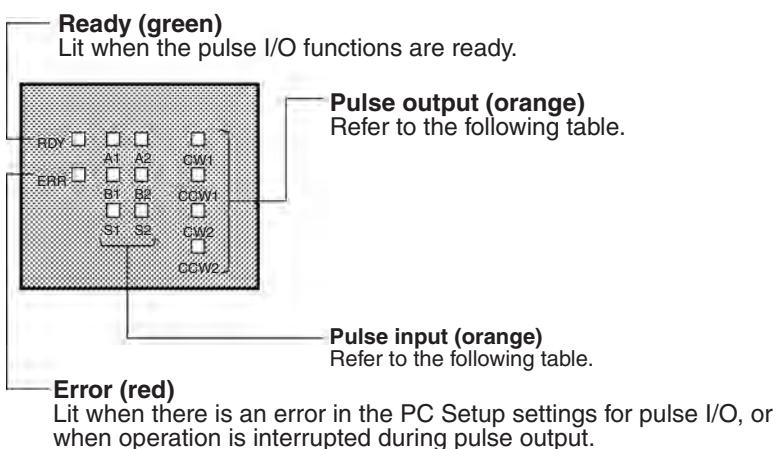 Ready (green)
Lit when the pulse I/O functions are ready.
Pulse output (orange)
Refer to the following table.
RDY
A1 A2
CW1
ERR
B1 B2
CCW1
S1 S2
CW2
CCW2
Pulse input (orange)
Refer to the following table.
Error (red)
Lit when there is an error in the PC Setup settings for pulse I/O, or
when operation is interrupted during pulse output.